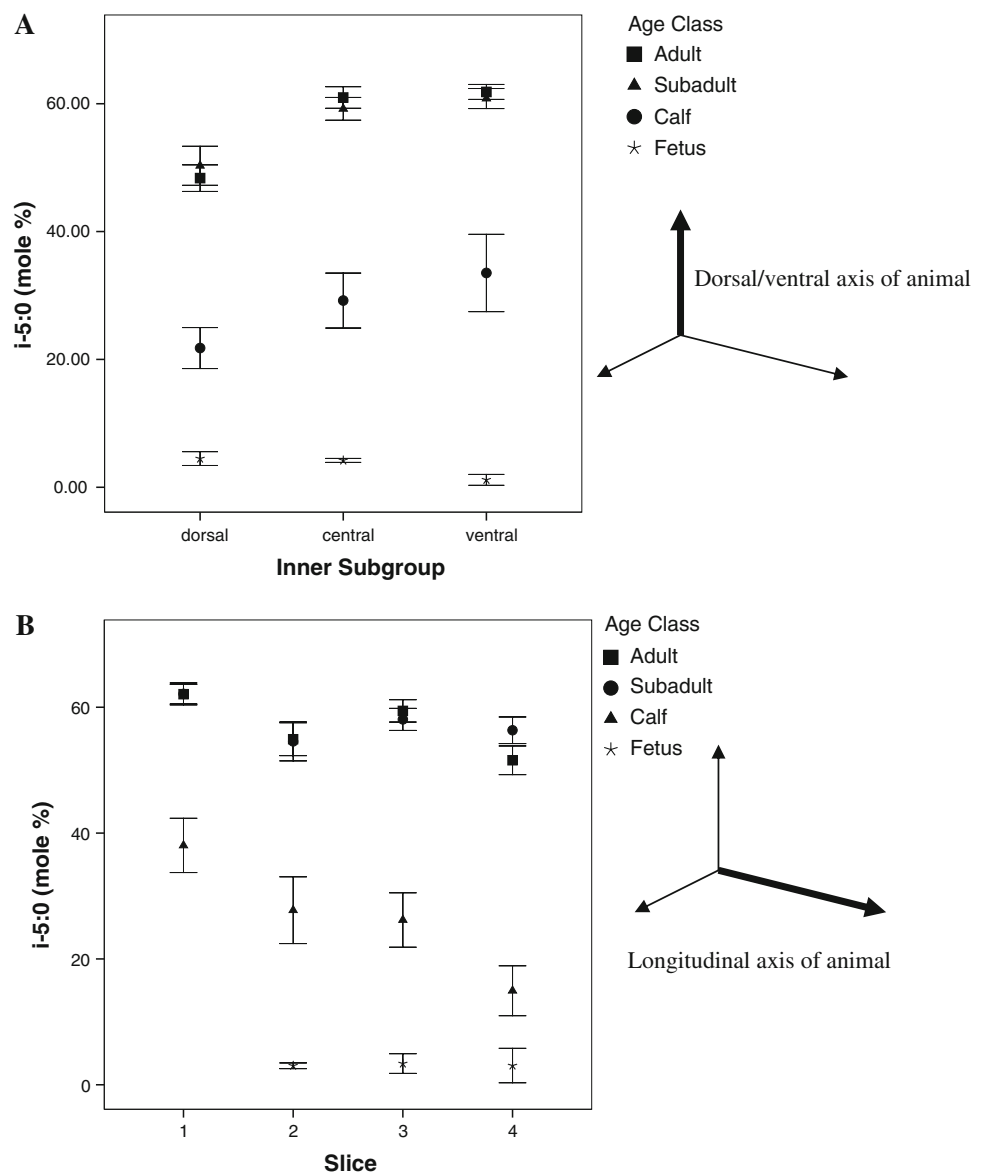 A
Age Class
Adult
Subadult
Calf
Fetus
60.00
40.00
20.00
0.00
i-5:0 (mole %)
dorsal
central
ventral
Inner Subgroup
Dorsal/ventral axis of animal
B
Age Class
Adult
Subadult
Calf
Fetus
60
40
20
0
i-5:0 (mole %)
1
2
3
4
Slice
Longitudinal axis of animal